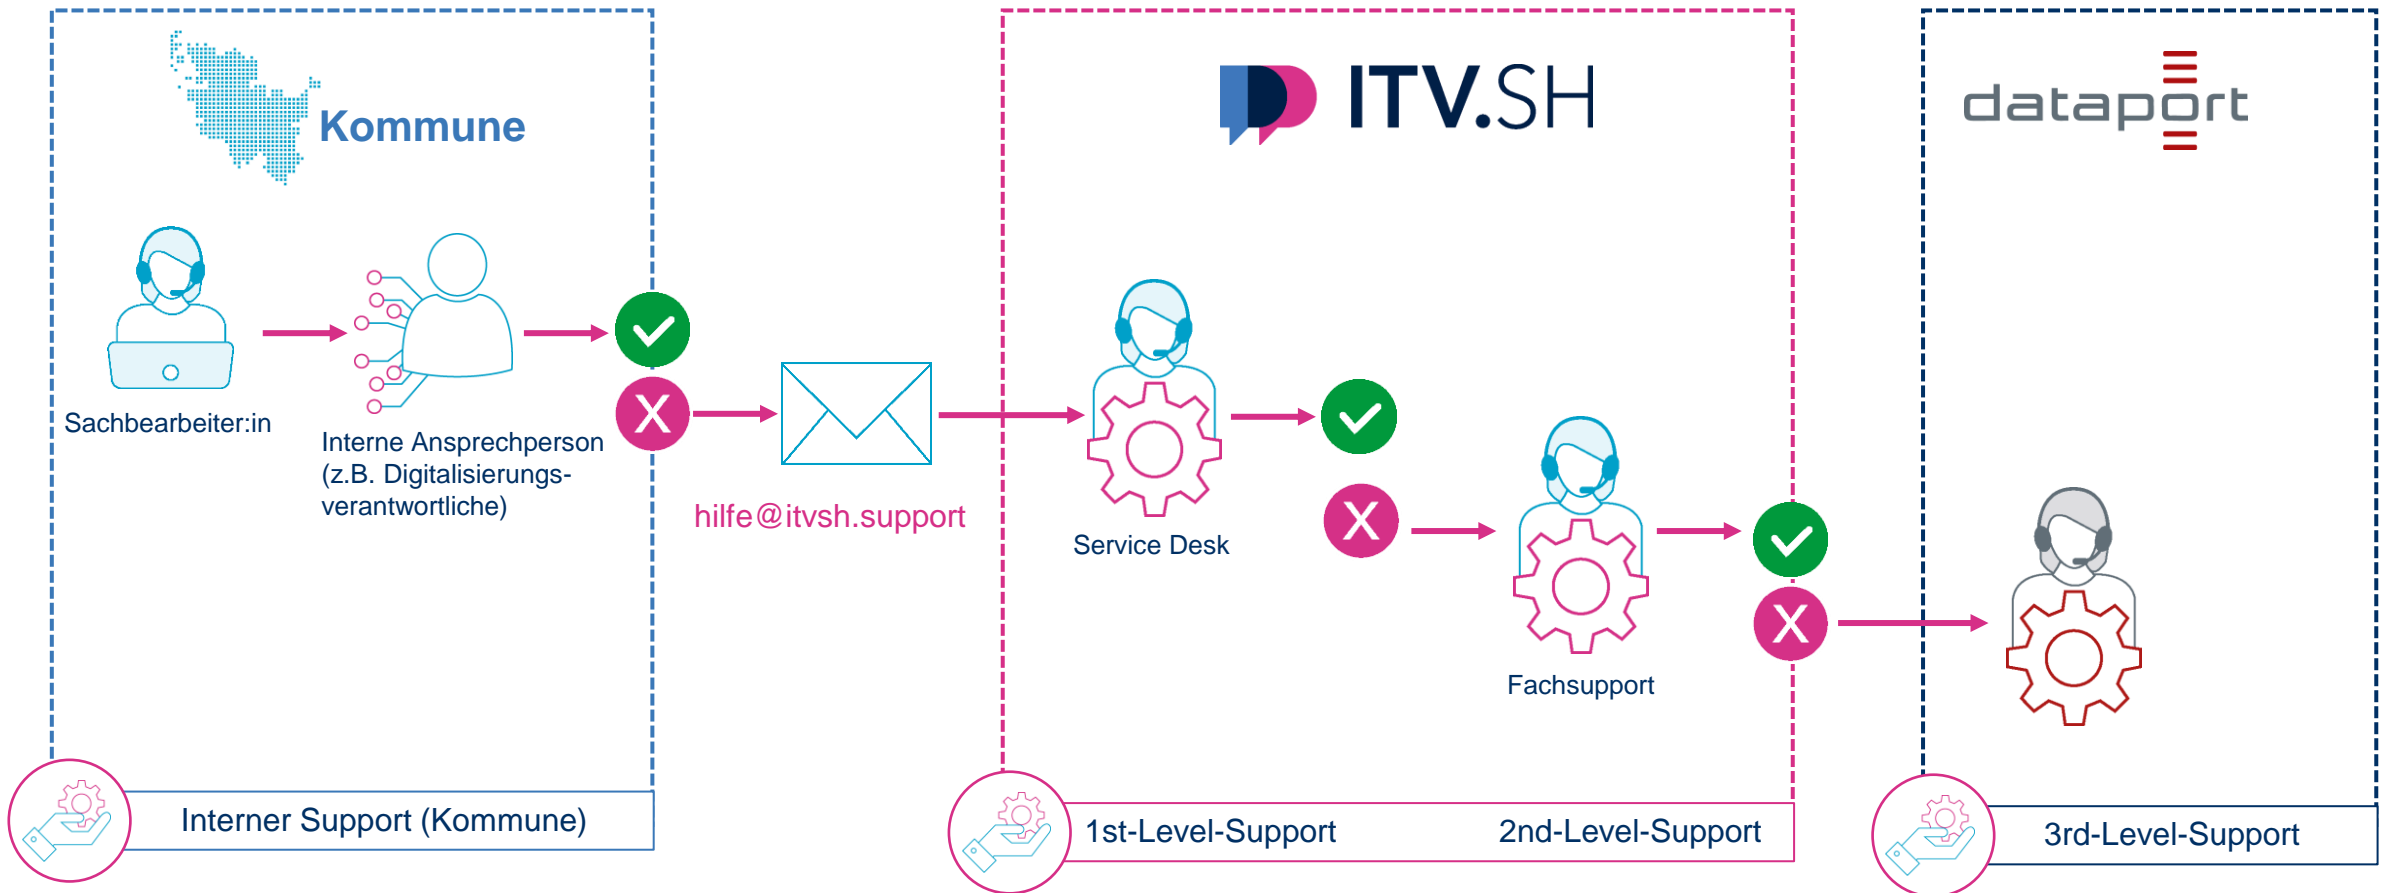 Kommune
ITV.SH
dataport
Sachbearbeiter:in
Interne Ansprechperson
(z.B. Digitalisierungs-
verantwortliche)
X
hilfe@itvsh.support
Service Desk
X
Fachsupport
X
Interner Support (Kommune)
1st-Level-Support
2nd-Level-Support
3rd-Level-Support